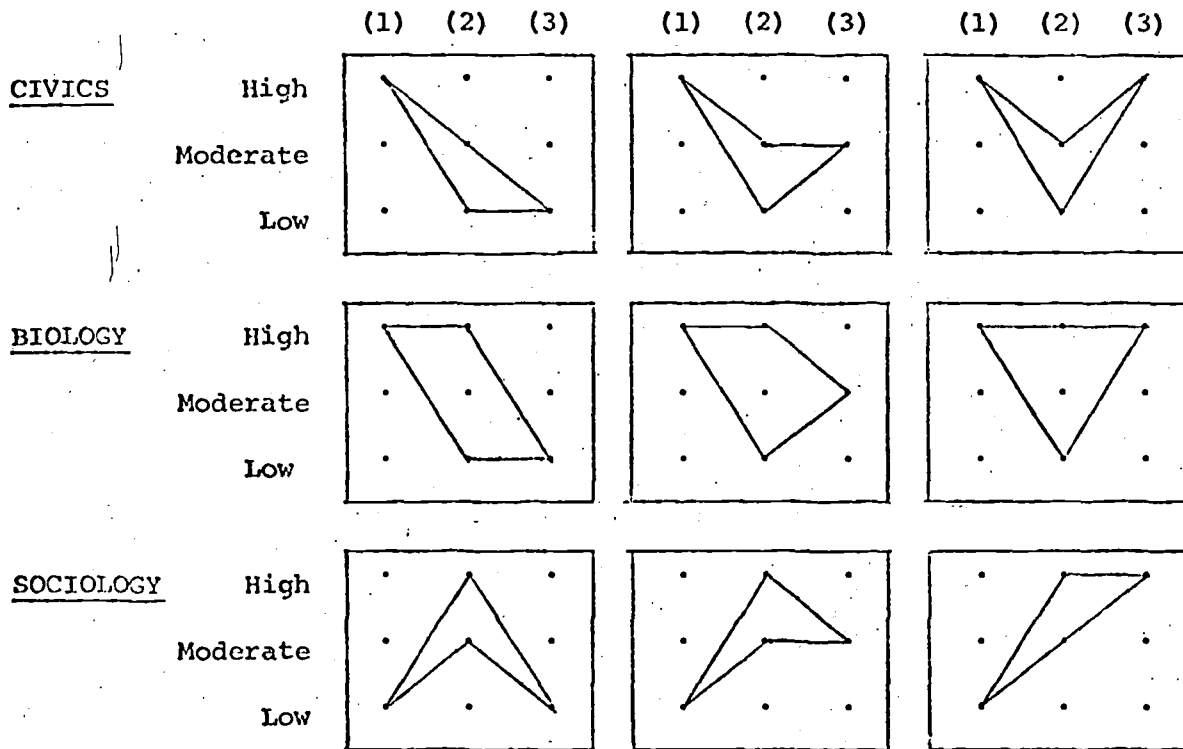 (1) (2) (3) (1) (2) (3) (1) (2) (3)
CIVICS High
Moderate
Low
BIOLOGY High
Moderate
Low
SOCIOLOGY High
Moderate
Low